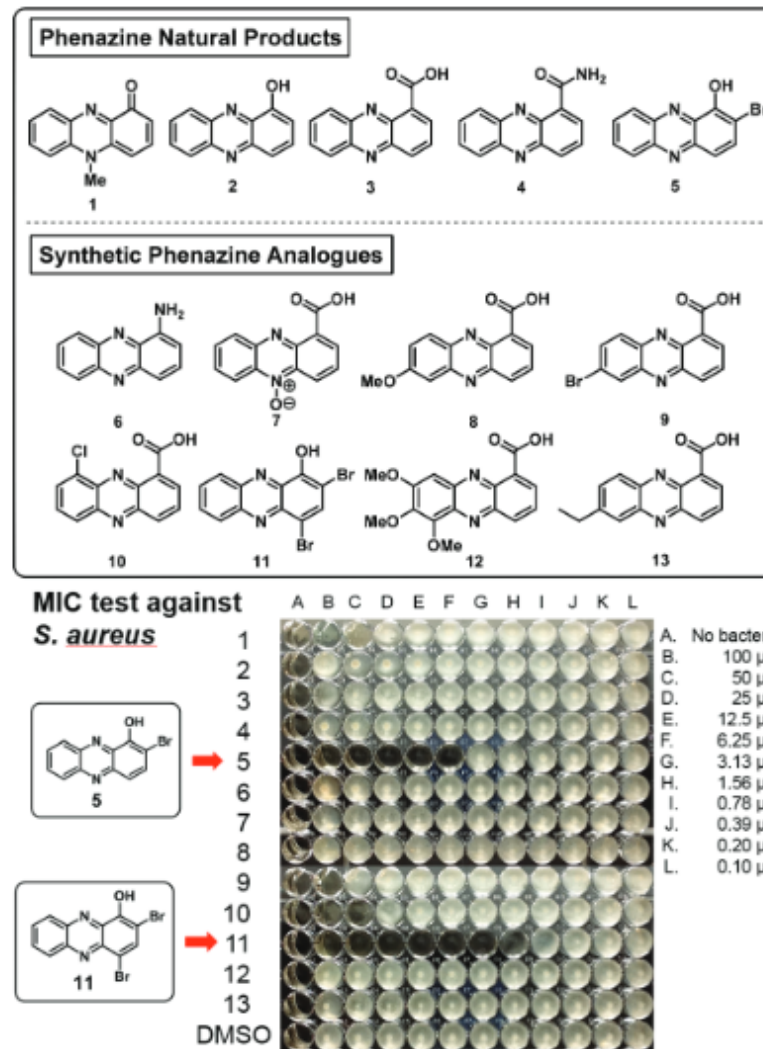 Phenazine Natural Products
O
OH
O OH
O NH2
OH
N
N
N
N
N
N
N
N
N
N
Br
Me
1
2
3
4
5
Synthetic Phenazine Analogues
NH2
O OH
O OH
O OH
N
N
N
N
N
N
N
N
MeO
Br
O
6
7
8
9
Cl O OH
OH
O OH
O OH
N
N
N
N
N
N
N
N
Br
MeO
MeO
OMe
Br
10
11
12
13
MIC test against
S. aureus
A B C D E F G H I J K L
1
2
3
4
5
6
7
8
9
10
11
12
13
DMSO
OH
N
Br
N
5
OH
N
Br
N
Br
11
A. No bacter
B. 100 µ
C. 50 µ
D. 25 µ
E. 12.5 µ
F. 6.25 µ
G. 3.13 µ
H. 1.56 µ
I. 0.78 µ
J. 0.39 µ
K. 0.20 µ
L. 0.10 µ